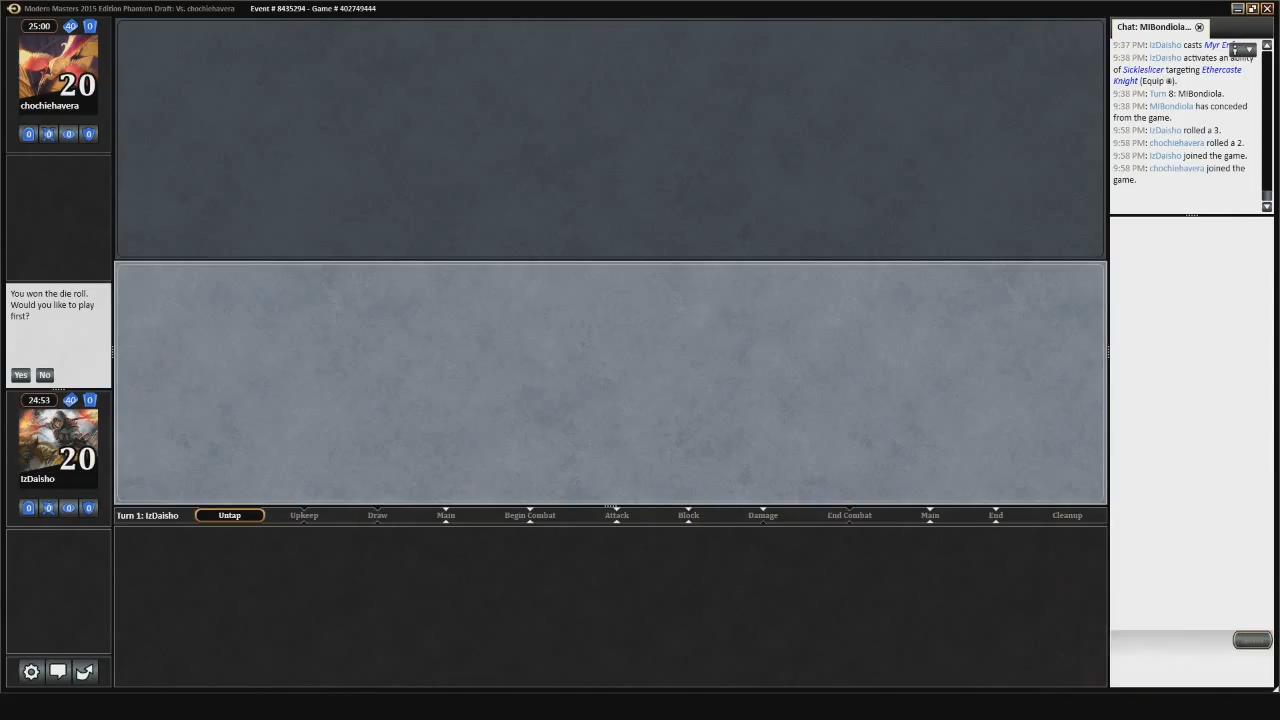 Modern Masters 2015 Edition Phantom Draft: Vs. chochiehavera Event # 8435294 - Game # 402749444
25:00 40 0
20
chochiehavera
0 0 0 0
You won the die roll.
Would you like to play
first?
Yes No
24:53 40 0
20
IzDaisho
0 0 0 0
Turn 1: IzDaisho Untap Upkeep Draw Main Begin Combat Attack Block Damage End Combat Main End Cleanup
Chat: MIBondiola...
9:37 PM: IzDaisho casts Myr
9:38 PM: IzDaisho activates an ability
of Sickleslicer targeting Ethercaste
Knight (Equip
9:38 PM: Turn 8: MIBondiola.
9:38 PM: MIBondiola has conceded
from the game.
9:58 PM: IzDaisho rolled a 3.
9:58 PM: chochiehavera rolled a 2.
9:58 PM: IzDaisho joined the game.
9:58 PM: chochiehavera joined the
game.